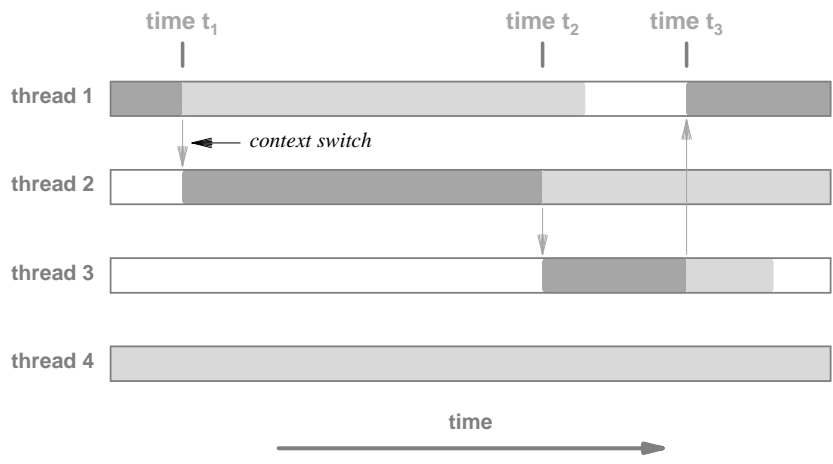 time t₁
time t₂
time t₃
thread 1
context switch
thread 2
thread 3
thread 4
time